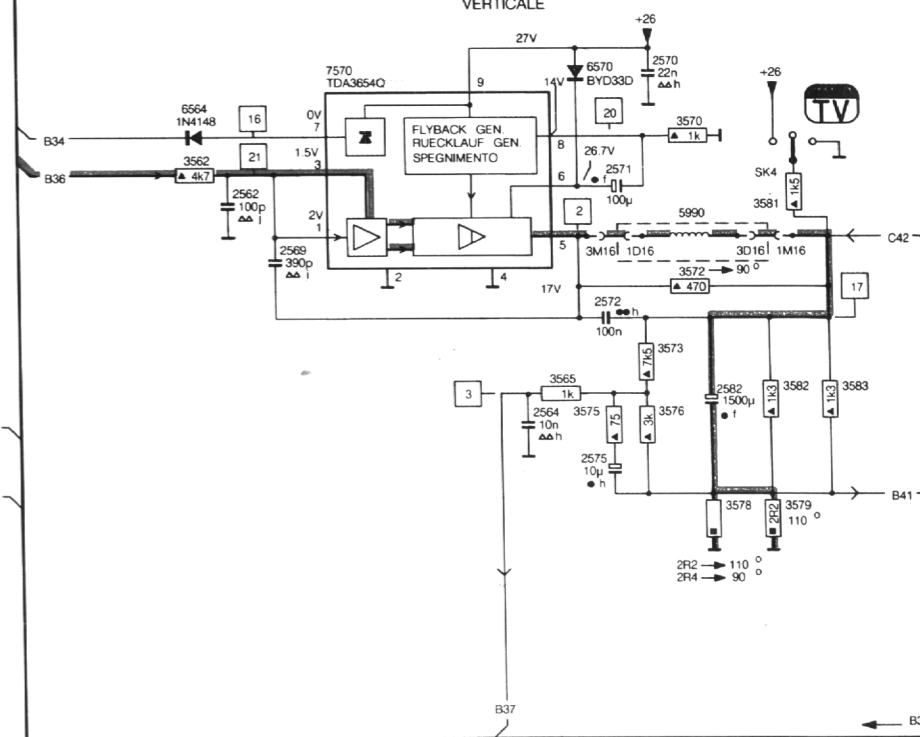 VERTICALE
+26
27V
7570
TDA3654Q
9
14V
6570
BYD33D
2570
22n
ΔΔ h
+26
TV
6564
1N4148
16
0V
7
20
3570
▲ 1k
B34
FLYBACK GEN.
RUECKLAUF GEN.
SPEGNIMENTO
8
26.7V
3562
▲ 4k7
21
1.5V
3
6
● f
2571
100µ
B36
SK4
3581
▲ 1k5
2562
100p
ΔΔ i
2V
1
2
5990
5
3M16
1D16
3D16
1M16
C42
2569
390p
ΔΔ i
2
4
17V
3572 → 90°
▲ 470
17
2572
●● h
100n
▲ 7k5
3573
3
3565
1k
2564
10n
ΔΔ h
3575
▲ 75
▲ 3k
3576
2582
1500µ
● f
▲ 1k3
3582
▲ 1k3
3583
2575
10µ
● h
B41
■
3578
■ 2R2
3579
110°
2R2 → 110°
2R4 → 90°
B37